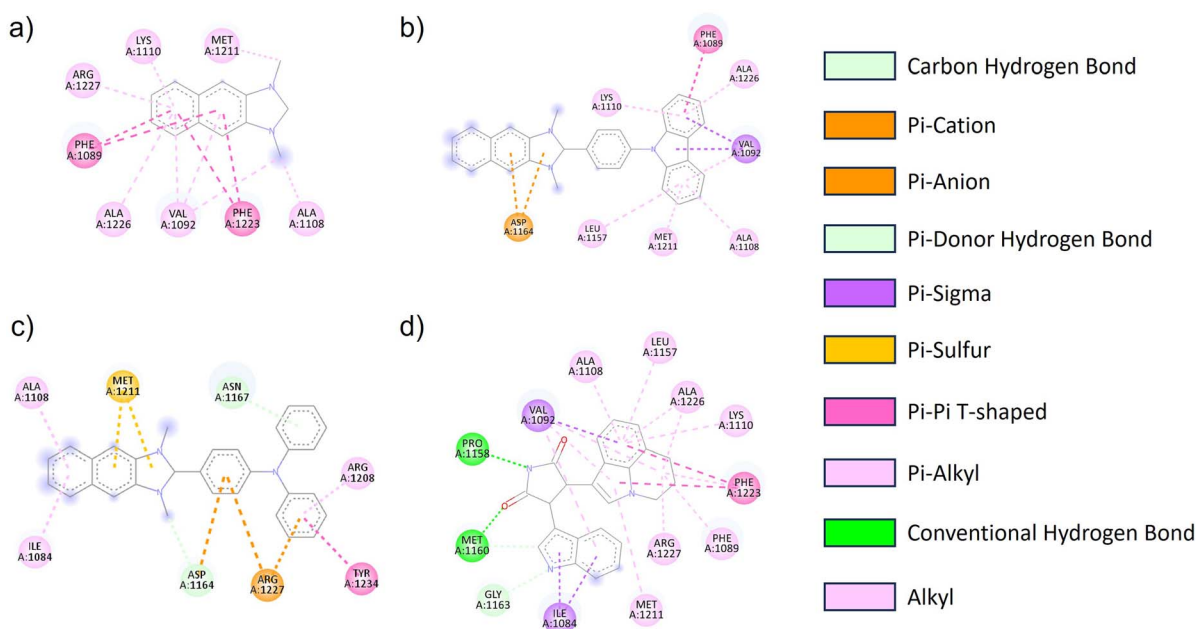 a)
LYS
A:1110
MET
A:1211
ARG
A:1227
PHE
A:1089
ALA
A:1226
VAL
A:1092
PHE
A:1223
ALA
A:1108
N
N
b)
PHE
A:1089
ALA
A:1226
LYS
A:1110
VAL
A:1092
N
N
N
ASP
A:1164
LEU
A:1157
MET
A:1211
ALA
A:1108
c)
ALA
A:1108
MET
A:1211
ASN
A:1167
ARG
A:1208
N
N
N
ILE
A:1084
ASP
A:1164
ARG
A:1227
TYR
A:1234
d)
LEU
A:1157
ALA
A:1108
ALA
A:1226
VAL
A:1092
LYS
A:1110
PRO
A:1158
O
N
O
N
PHE
A:1223
MET
A:1160
ARG
A:1227
PHE
A:1089
GLY
A:1163
N
ILE
A:1084
MET
A:1211
Carbon Hydrogen Bond
Pi-Cation
Pi-Anion
Pi-Donor Hydrogen Bond
Pi-Sigma
Pi-Sulfur
Pi-Pi T-shaped
Pi-Alkyl
Conventional Hydrogen Bond
Alkyl